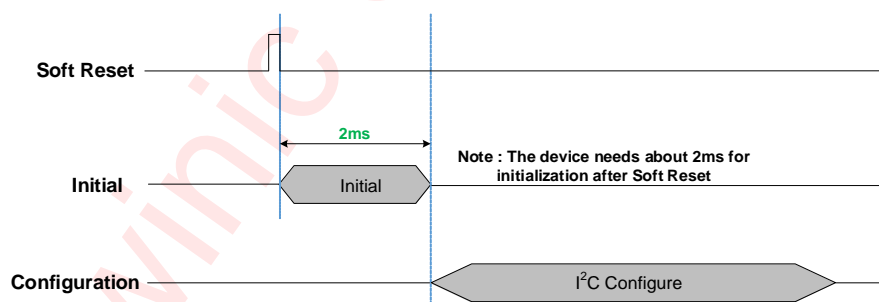 Soft Reset
2ms
Note : The device needs about 2ms for
initialization after Soft Reset
Initial
Initial
Configuration
I²C Configure
winic